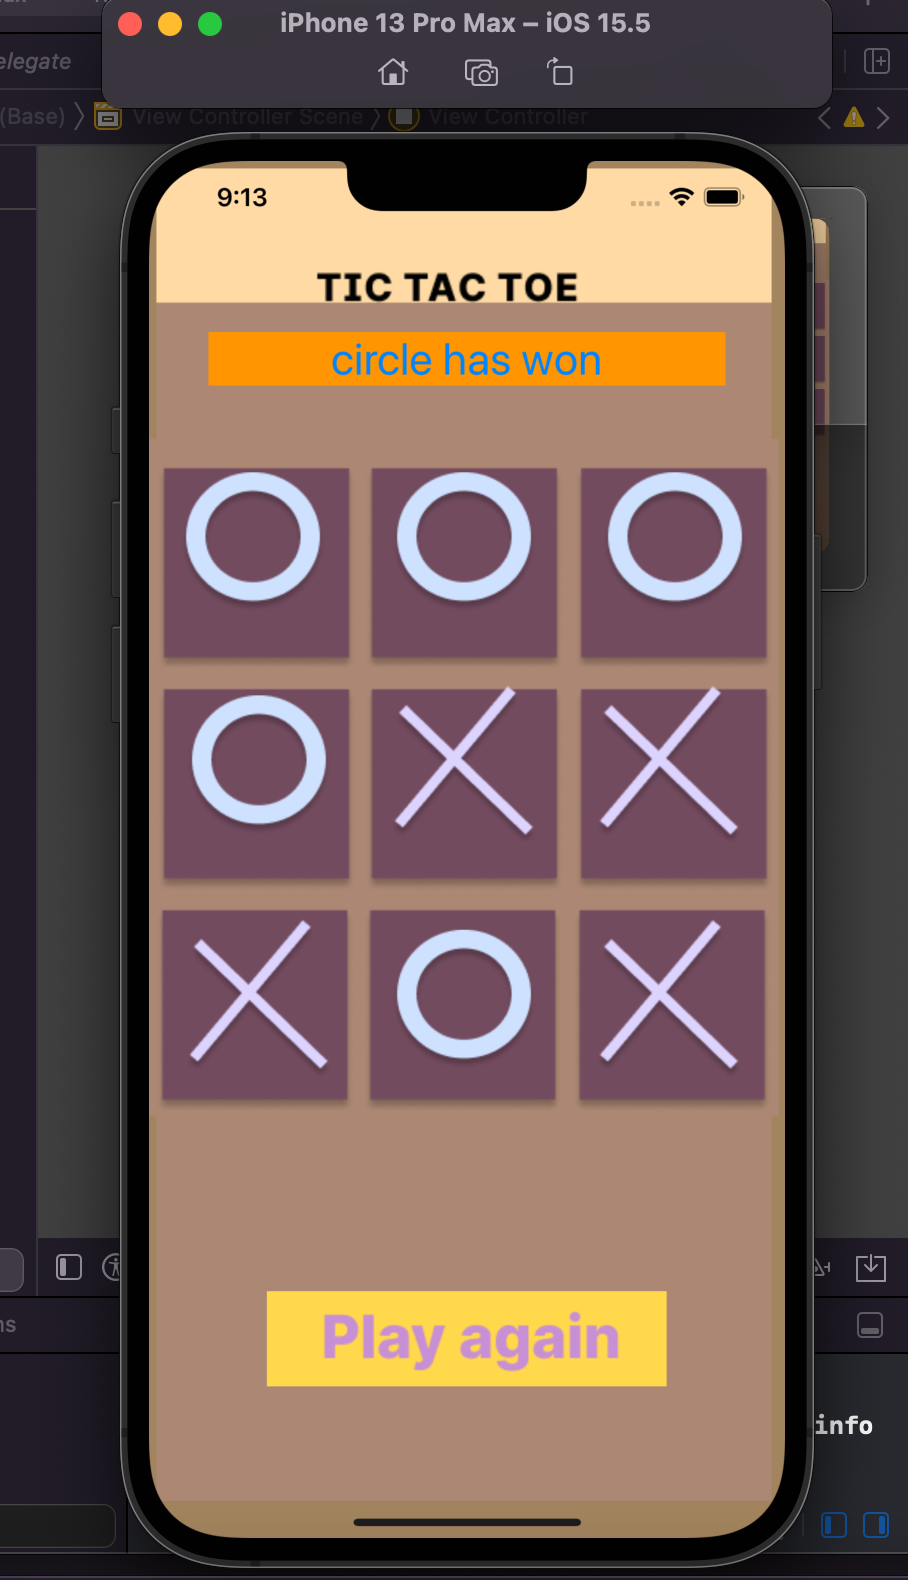 iPhone 13 Pro Max – iOS 15.5
elegate
(Base) 〉 View Controller Scene 〉 View Controller
9:13
TIC TAC TOE
circle has won
Play again
info